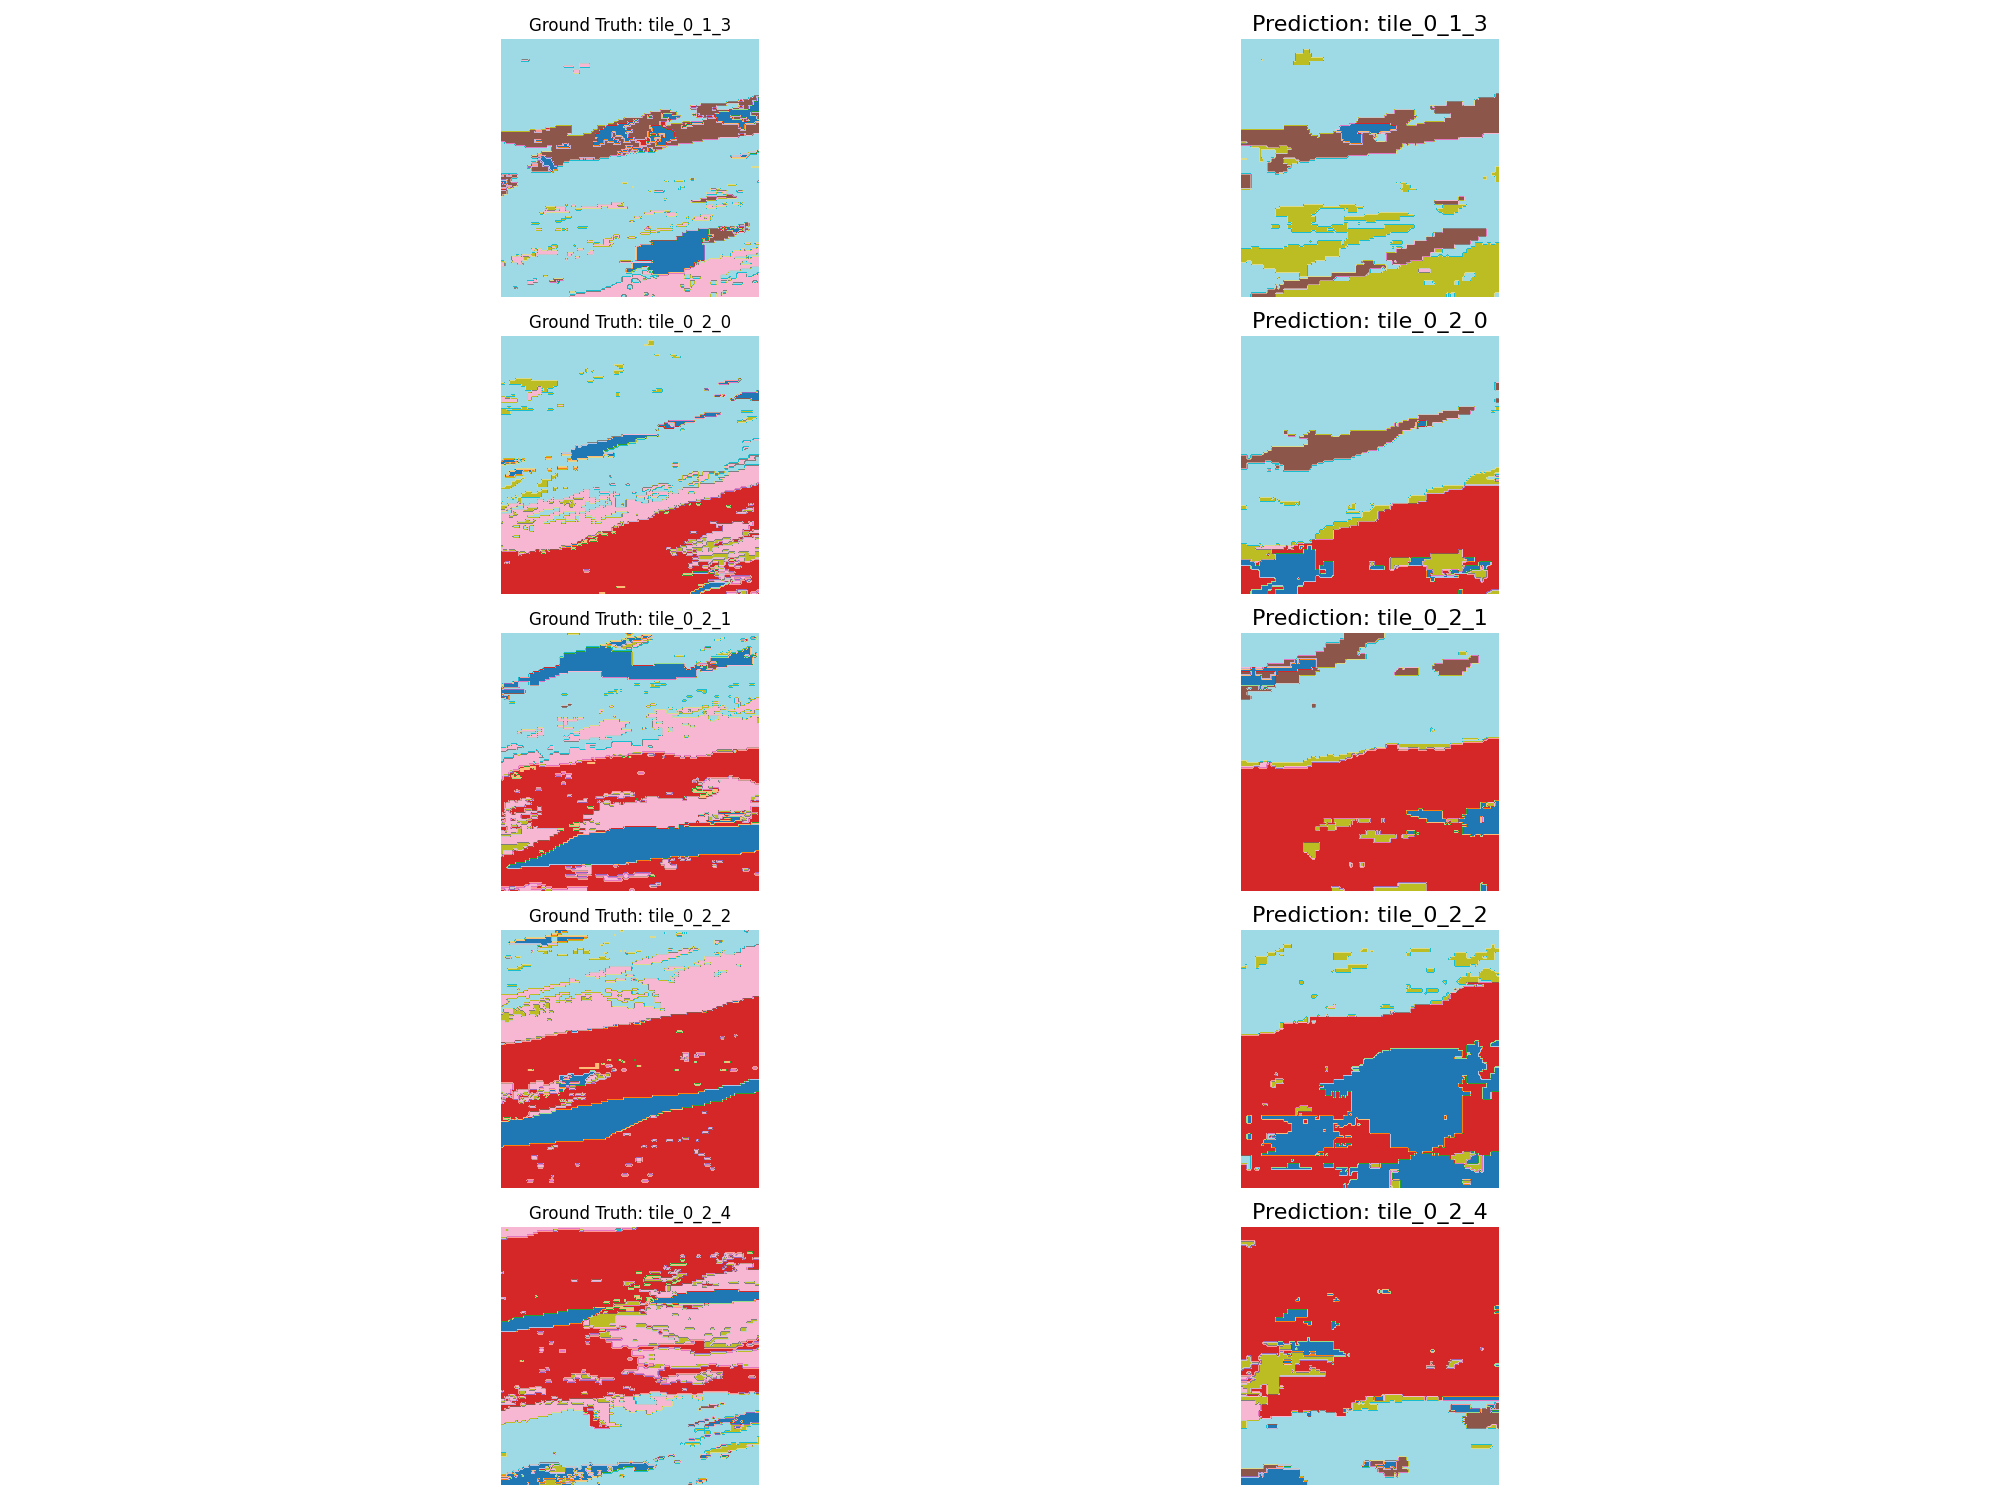 Ground Truth: tile_0_1_3
Prediction: tile_0_1_3
Ground Truth: tile_0_2_0
Prediction: tile_0_2_0
Ground Truth: tile_0_2_1
Prediction: tile_0_2_1
Ground Truth: tile_0_2_2
Prediction: tile_0_2_2
Ground Truth: tile_0_2_4
Prediction: tile_0_2_4